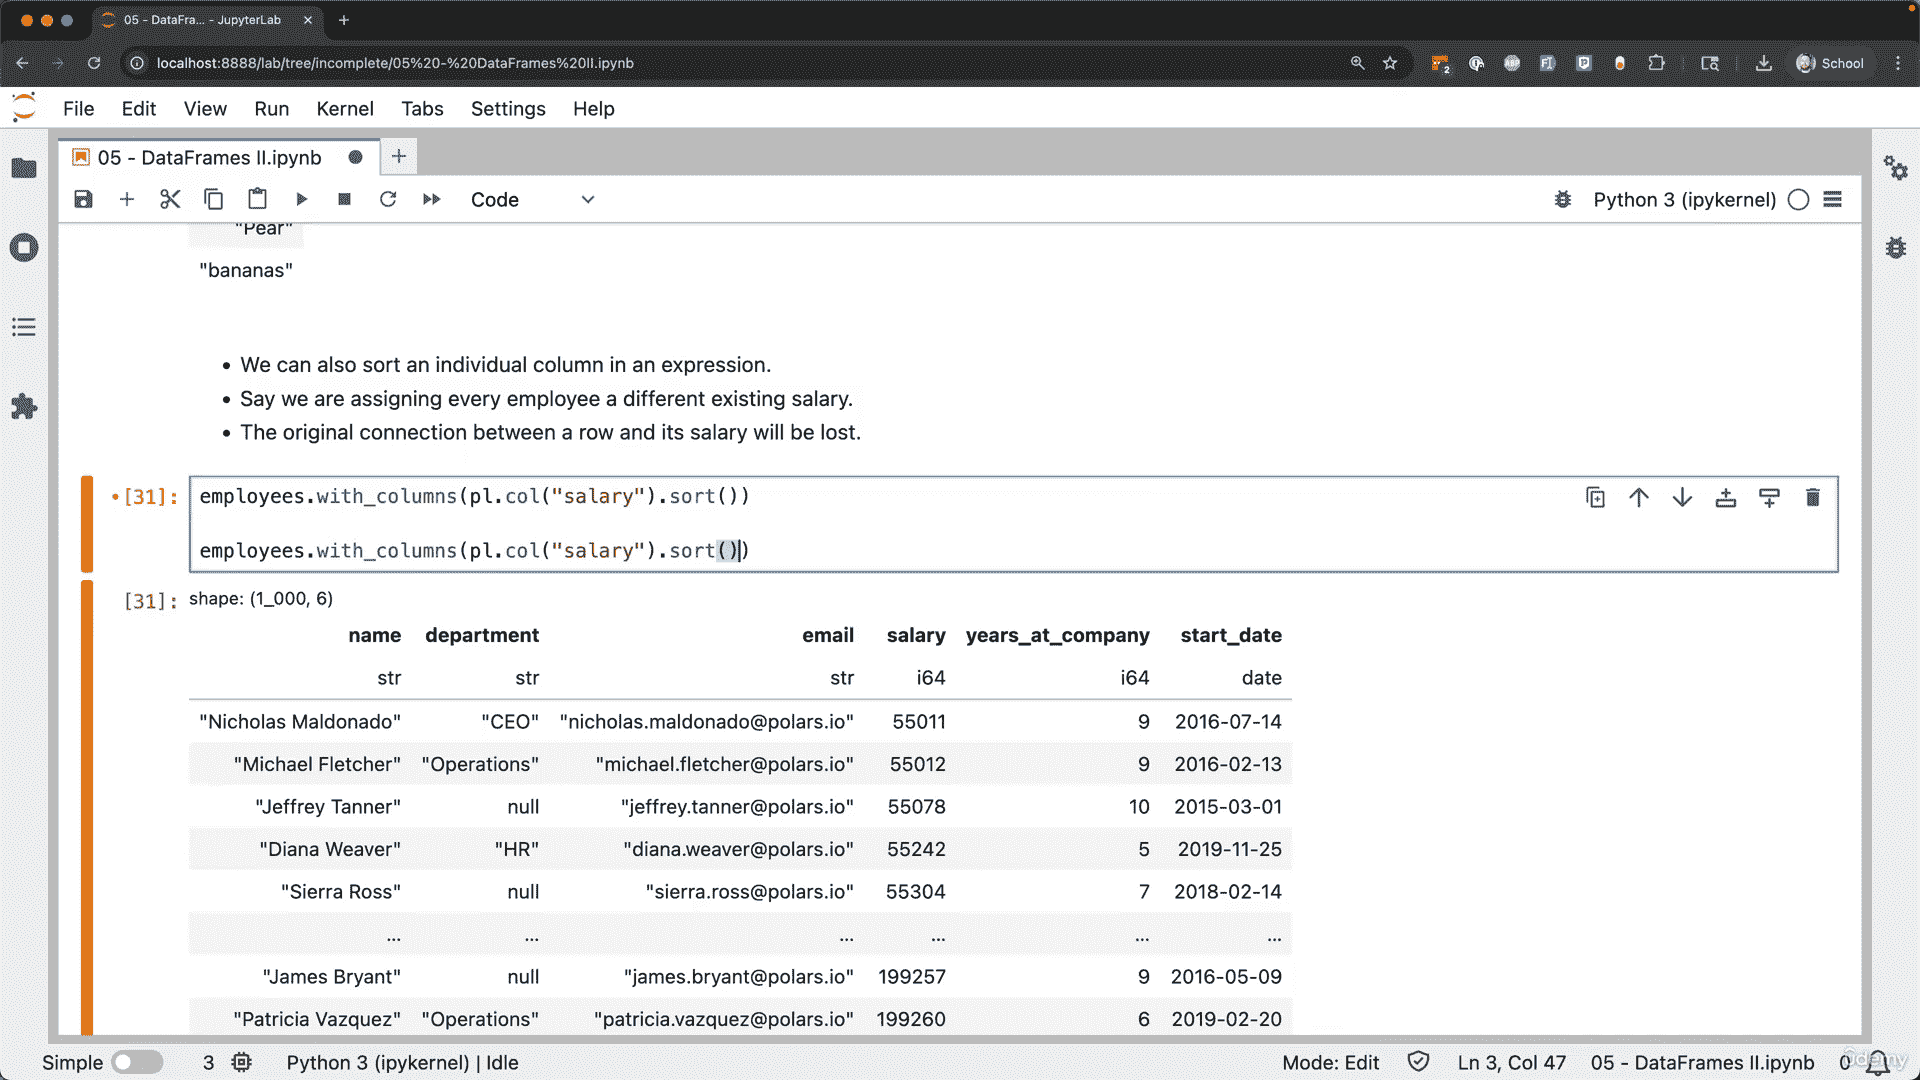 05 - DataFra... - JupyterLab
localhost:8888/lab/tree/incomplete/05%20-%20DataFrames%20II.ipynb
2
School
File Edit View Run Kernel Tabs Settings Help
05 - DataFrames II.ipynb
Code
Python 3 (ipykernel)
"Pear"
"bananas"
• We can also sort an individual column in an expression.
• Say we are assigning every employee a different existing salary.
• The original connection between a row and its salary will be lost.
[31]: employees.with_columns(pl.col("salary").sort())
employees.with_columns(pl.col("salary").sort())
[31]: shape: (1_000, 6)
name department email salary years_at_company start_date
str str str i64 i64 date
"Nicholas Maldonado" "CEO" "nicholas.maldonado@polars.io" 55011 9 2016-07-14
"Michael Fletcher" "Operations" "michael.fletcher@polars.io" 55012 9 2016-02-13
"Jeffrey Tanner" null "jeffrey.tanner@polars.io" 55078 10 2015-03-01
"Diana Weaver" "HR" "diana.weaver@polars.io" 55242 5 2019-11-25
"Sierra Ross" null "sierra.ross@polars.io" 55304 7 2018-02-14
... ... ... ... ... ...
"James Bryant" null "james.bryant@polars.io" 199257 9 2016-05-09
"Patricia Vazquez" "Operations" "patricia.vazquez@polars.io" 199260 6 2019-02-20
Simple 3 Python 3 (ipykernel) | Idle Mode: Edit Ln 3, Col 47 05 - DataFrames II.ipynb 0
Udemy